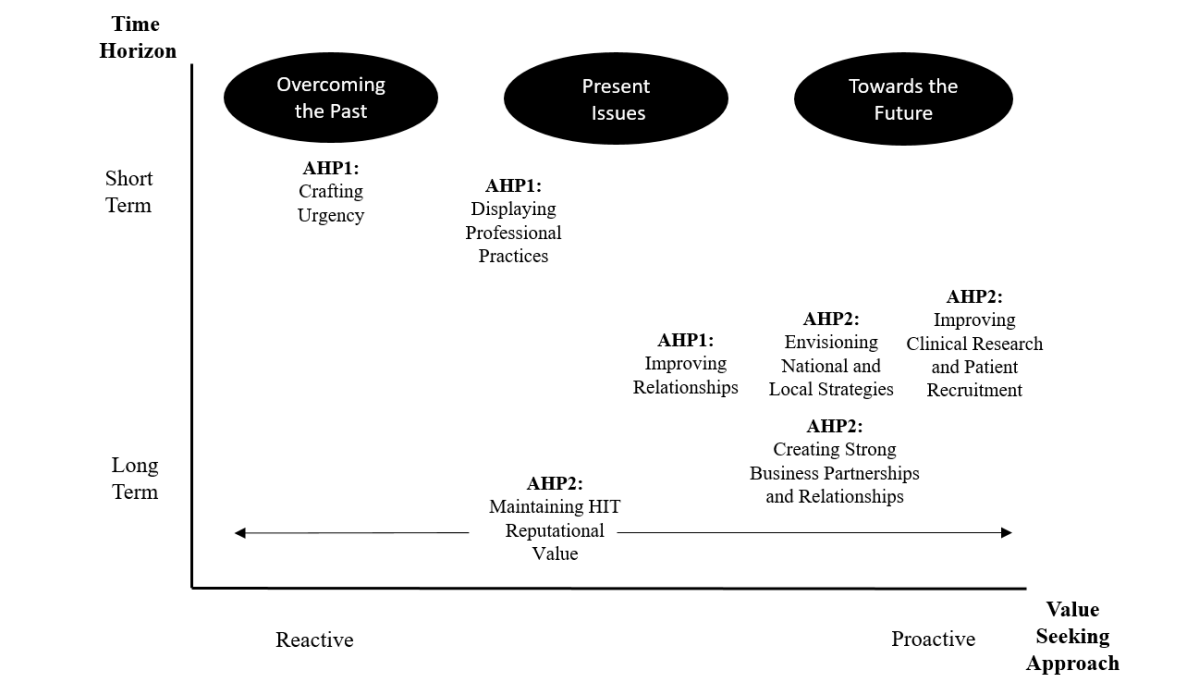 Time
Horizon
Overcoming
the Past
Present
Issues
Towards the
Future
Short
Term
AHP1:
Crafting
Urgency
AHP1:
Displaying
Professional
Practices
AHP1:
Improving
Relationships
AHP2:
Envisioning
National and
Local Strategies
AHP2:
Improving
Clinical Research
and Patient
Recruitment
AHP2:
Creating Strong
Business Partnerships
and Relationships
Long
Term
AHP2:
Maintaining HIT
Reputational
Value
Reactive
Proactive
Value
Seeking
Approach